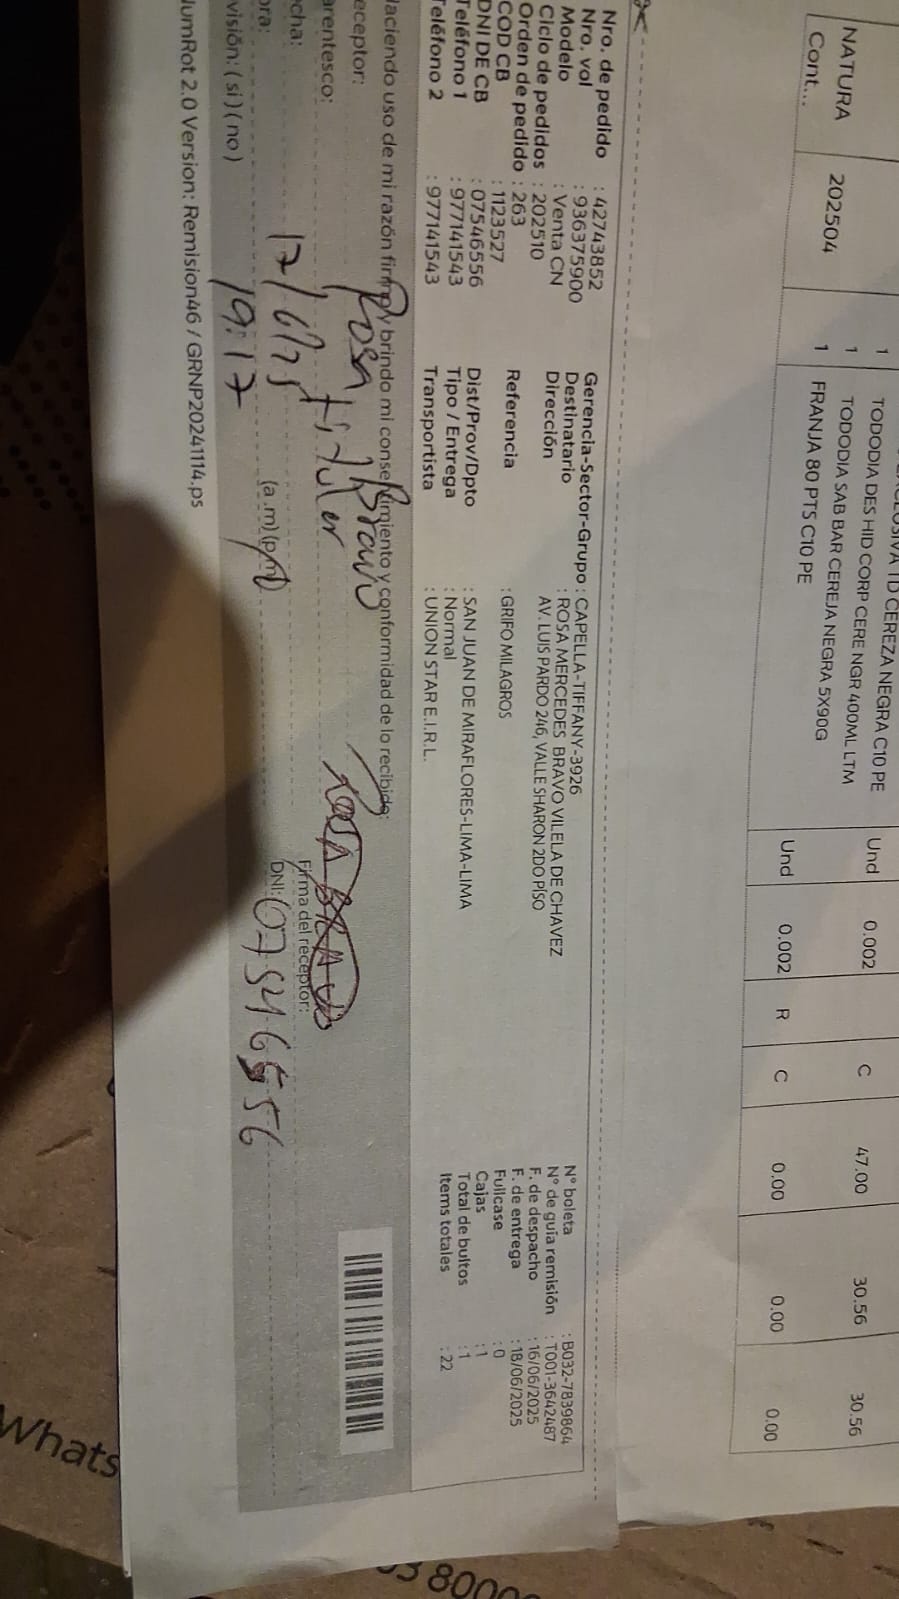 EXCLUSIVA TD CEREZA NEGRA C10 PE
1 TODODIA DES HID CORP CERE NGR 400ML LTM Und 0.002 C 47.00 30.56 30.56
1 TODODIA SAB BAR CEREJA NEGRA 5X90G
1 FRANJA 80 PTS C10 PE Und 0.002 R C 0.00 0.00 0.00
NATURA 202504
Cont...
Nro. de pedido : 42743852
Nro. vol : 936375900
Modelo : Venta CN
Ciclo de pedidos : 202510
Orden de pedido : 263
COD CB : 1123527
DNI DE CB : 07546556
Teléfono 1 : 977141543
Teléfono 2 : 977141543
Gerencia-Sector-Grupo : CAPELLA-TIFFANY-3926
Destinatario : ROSA MERCEDES BRAVO VILELA DE CHAVEZ
Dirección AV. LUIS PARDO 246, VALLE SHARON 2DO PISO
Referencia : GRIFO MILAGROS
Dist/Prov/Dpto : SAN JUAN DE MIRAFLORES-LIMA-LIMA
Tipo / Entrega : Normal
Transportista : UNION STAR E.I.R.L.
N° boleta : B032-7839864
N° de guía remisión : T001-3642487
F. de despacho : 16/06/2025
F. de entrega : 18/06/2025
Fullcase : 0
Cajas : 1
Total de bultos : 1
Items totales : 22
Haciendo uso de mi razón firmo y brindo mi consentimiento y conformidad de lo recibido:
receptor: Rosa Bravo
arentesco: titular
ROSA BRAVO
Firma del receptor:
echa: 17/6/25
DNI: 07546556
ora: 19:17 (a.m) (pm)
visión: ( si ) ( no )
NumRot 2.0 Version: Remision46 / GRNP20241114.ps
Whats